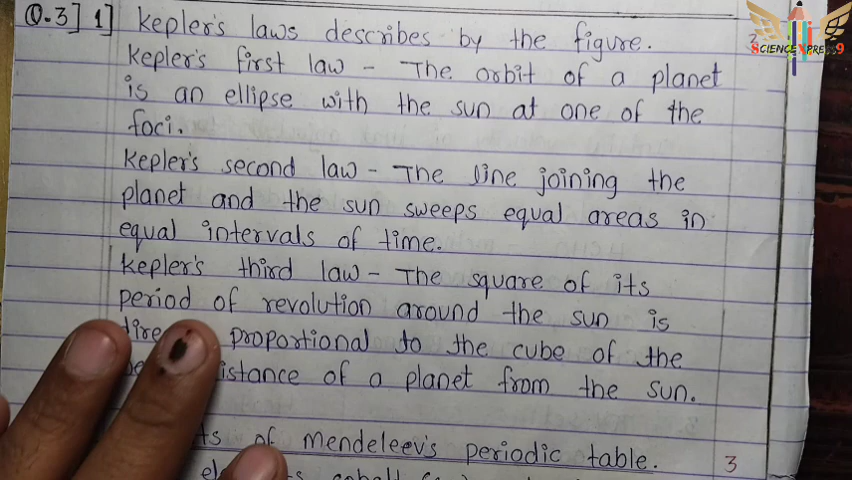 Q.3] 1] Kepler's laws describes by the figure.
Kepler's first law - The orbit of a planet
is an ellipse with the sun at one of the
foci.
Kepler's second law - The line joining the
planet and the sun sweeps equal areas in
equal intervals of time.
Kepler's third law - The square of its
period of revolution around the sun is
proportional to the cube of the
istance of a planet from the sun.
of mendeleev's periodic table. 3
cobalt
SCIENCEXPRESS9